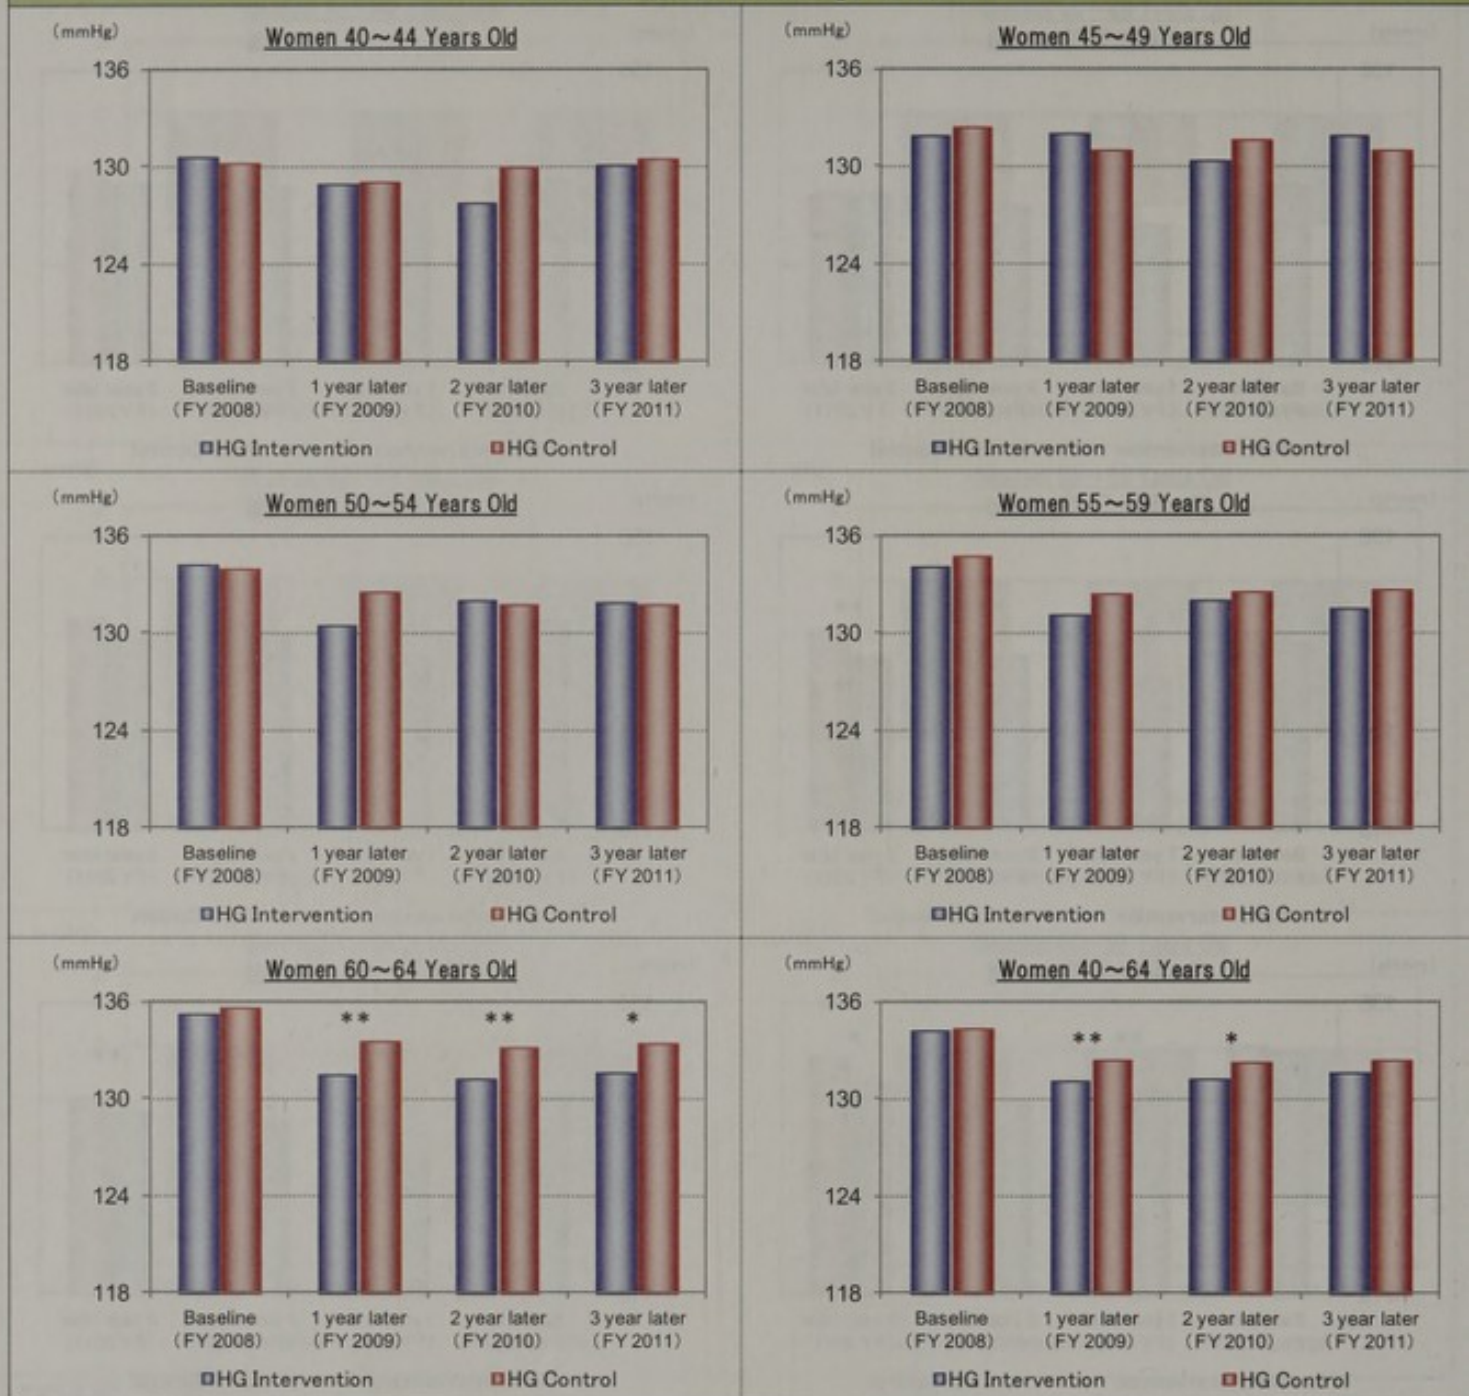 (mmHg)
Women 40～44 Years Old
136
130
124
118
Baseline 1 year later 2 year later 3 year later
(FY 2008) (FY 2009) (FY 2010) (FY 2011)
HG Intervention HG Control
(mmHg)
Women 45～49 Years Old
136
130
124
118
Baseline 1 year later 2 year later 3 year later
(FY 2008) (FY 2009) (FY 2010) (FY 2011)
HG Intervention HG Control
(mmHg)
Women 50～54 Years Old
136
130
124
118
Baseline 1 year later 2 year later 3 year later
(FY 2008) (FY 2009) (FY 2010) (FY 2011)
HG Intervention HG Control
(mmHg)
Women 55～59 Years Old
136
130
124
118
Baseline 1 year later 2 year later 3 year later
(FY 2008) (FY 2009) (FY 2010) (FY 2011)
HG Intervention HG Control
(mmHg)
Women 60～64 Years Old
136
** ** *
130
124
118
Baseline 1 year later 2 year later 3 year later
(FY 2008) (FY 2009) (FY 2010) (FY 2011)
HG Intervention HG Control
(mmHg)
Women 40～64 Years Old
136
** *
130
124
118
Baseline 1 year later 2 year later 3 year later
(FY 2008) (FY 2009) (FY 2010) (FY 2011)
HG Intervention HG Control